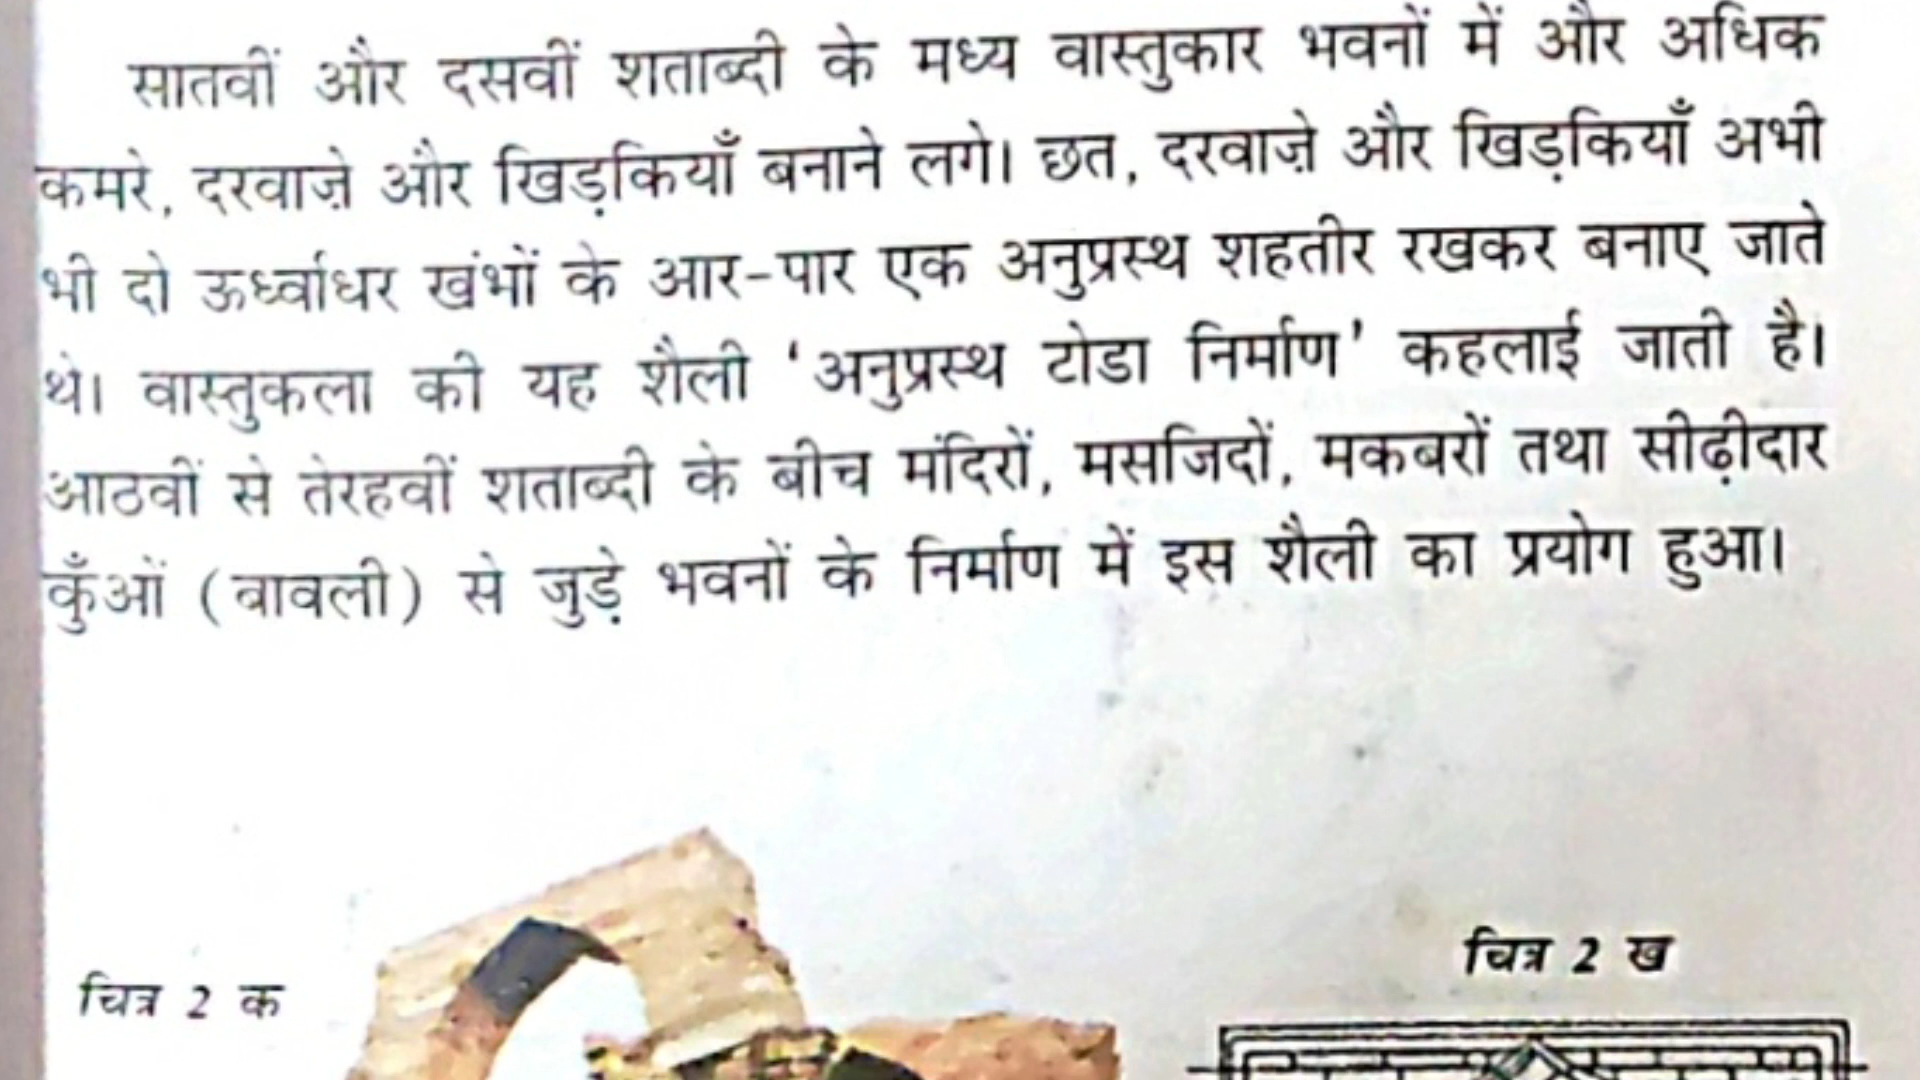 सातवीं और दसवीं शताब्दी के मध्य वास्तुकार भवनों में और अधिक
कमरे, दरवाज़े और खिड़कियाँ बनाने लगे। छत, दरवाज़े और खिड़कियाँ अभी
भी दो ऊर्ध्वाधर खंभों के आर-पार एक अनुप्रस्थ शहतीर रखकर बनाए जाते
थे। वास्तुकला की यह शैली ‘अनुप्रस्थ टोडा निर्माण’ कहलाई जाती है।
आठवीं से तेरहवीं शताब्दी के बीच मंदिरों, मसजिदों, मकबरों तथा सीढ़ीदार
कुँओं (बावली) से जुड़े भवनों के निर्माण में इस शैली का प्रयोग हुआ।
चित्र 2 ख
चित्र 2 क